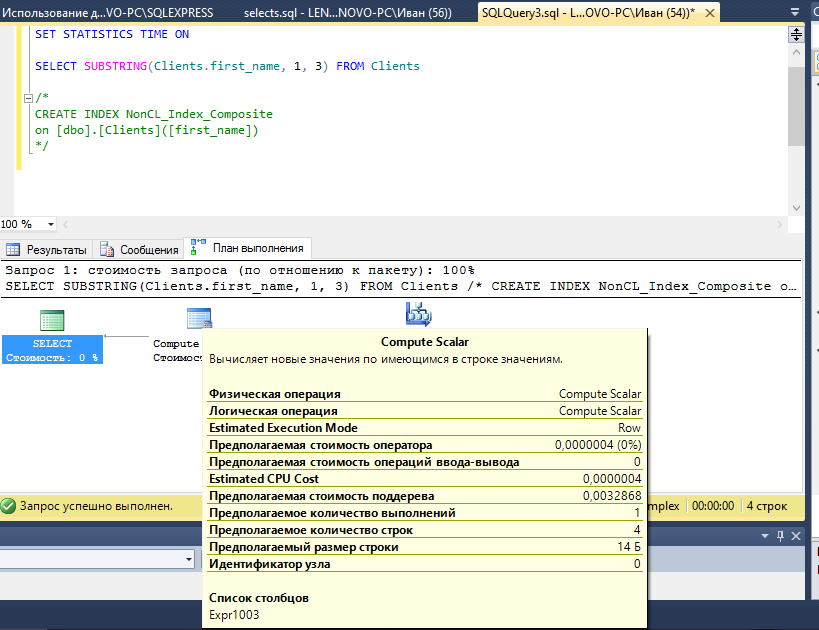 Использование д...VO-PC\SQLEXPRESS
selects.sql - LEN...NOVO-PC\Иван (56))
SQLQuery3.sql - L...OVO-PC\Иван (54))*
SET STATISTICS TIME ON
SELECT SUBSTRING(Clients.first_name, 1, 3) FROM Clients
/*
CREATE INDEX NonCL_Index_Composite
on [dbo].[Clients]([first_name])
*/
100 %
Результаты
Сообщения
План выполнения
Запрос 1: стоимость запроса (по отношению к пакету): 100%
SELECT SUBSTRING(Clients.first_name, 1, 3) FROM Clients /* CREATE INDEX NonCL_Index_Composite o…
SELECT
Стоимость: 0 %
Compute
Compute Scalar
Вычисляет новые значения по имеющимся в строке значениям.
Физическая операция Compute Scalar
Логическая операция Compute Scalar
Estimated Execution Mode Row
Предполагаемая стоимость оператора 0,0000004 (0%)
Предполагаемая стоимость операций ввода-вывода 0
Estimated CPU Cost 0,0000004
Предполагаемая стоимость поддерева 0,0032868
Предполагаемое количество выполнений 1
Предполагаемое количество строк 4
Предполагаемый размер строки 14 Б
Идентификатор узла 0
Список столбцов
Expr1003
Запрос успешно выполнен.
00:00:00
4 строк